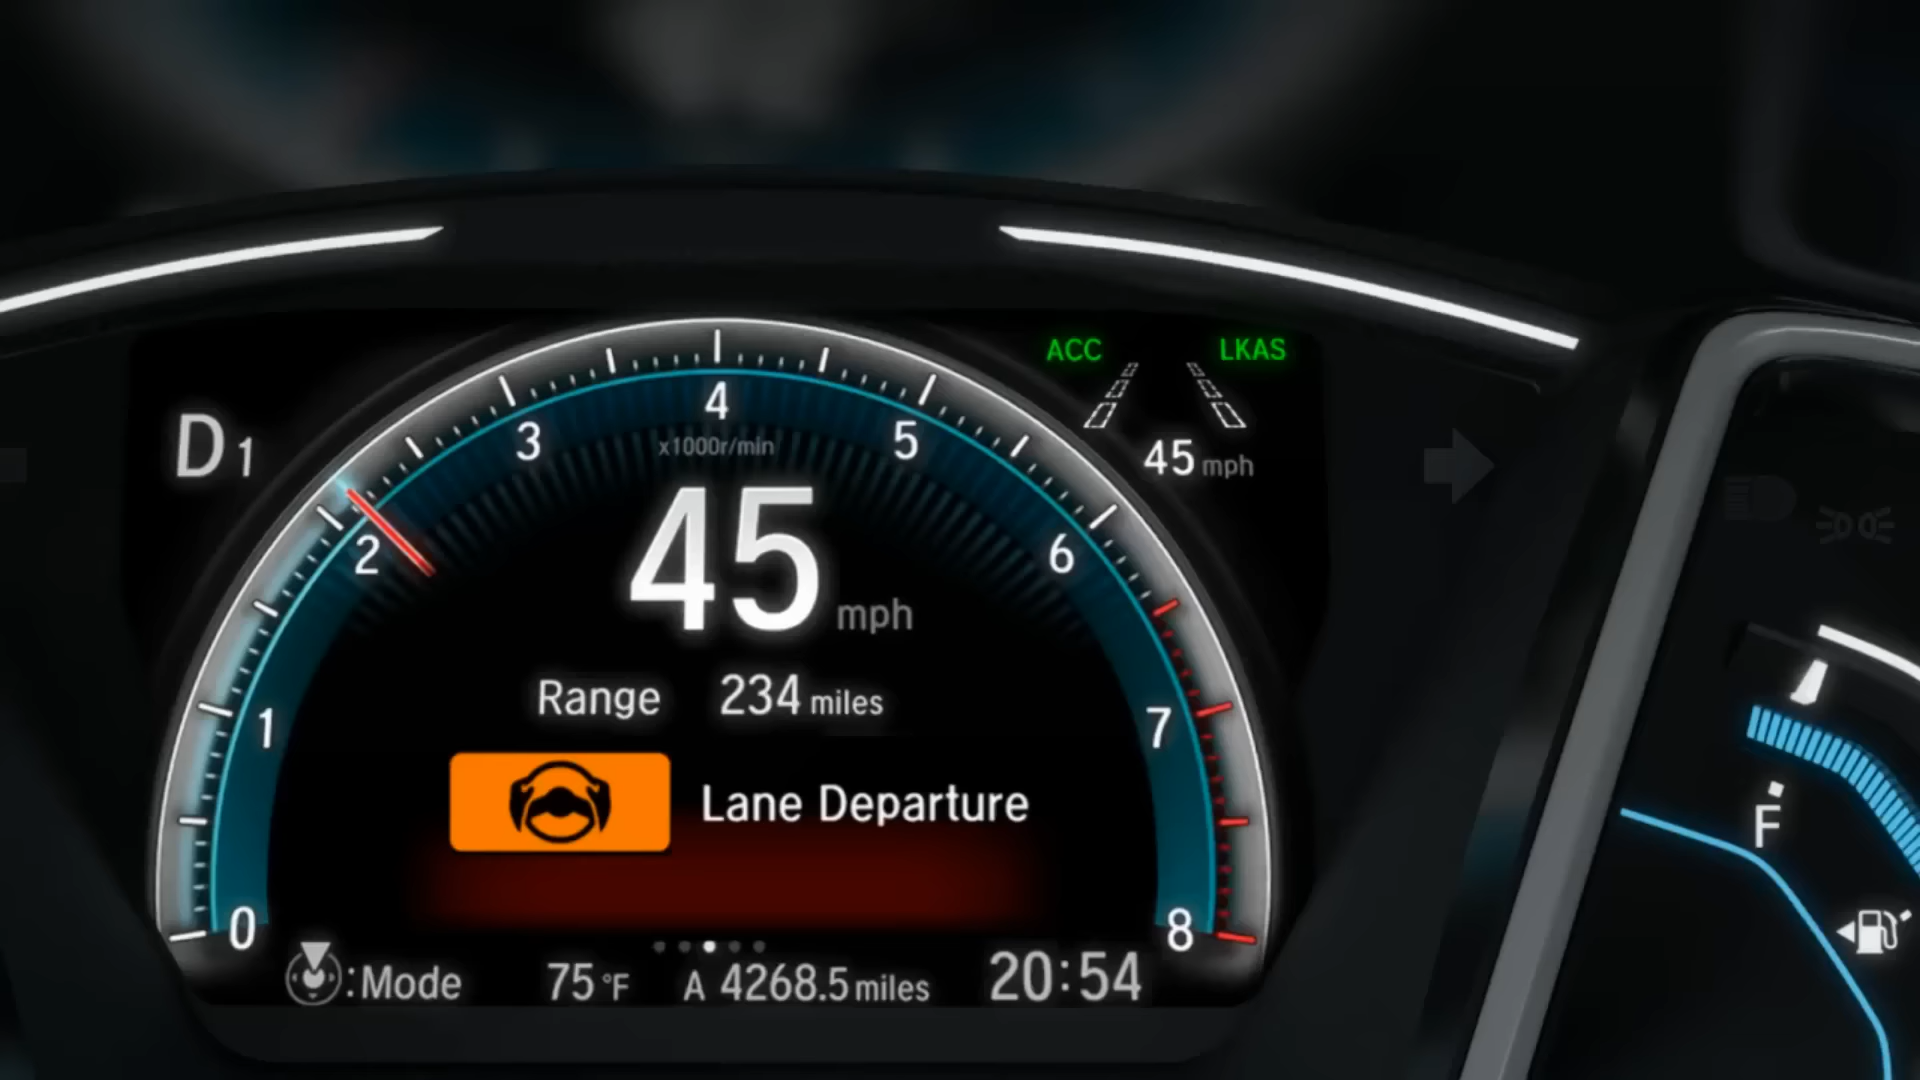 ACC LKAS
45 mph
D 1
0 1 2 3 4 5 6 7 8
x1000r/min
45 mph
Range 234 miles
Lane Departure
:Mode 75 °F A 4268.5 miles 20:54
F